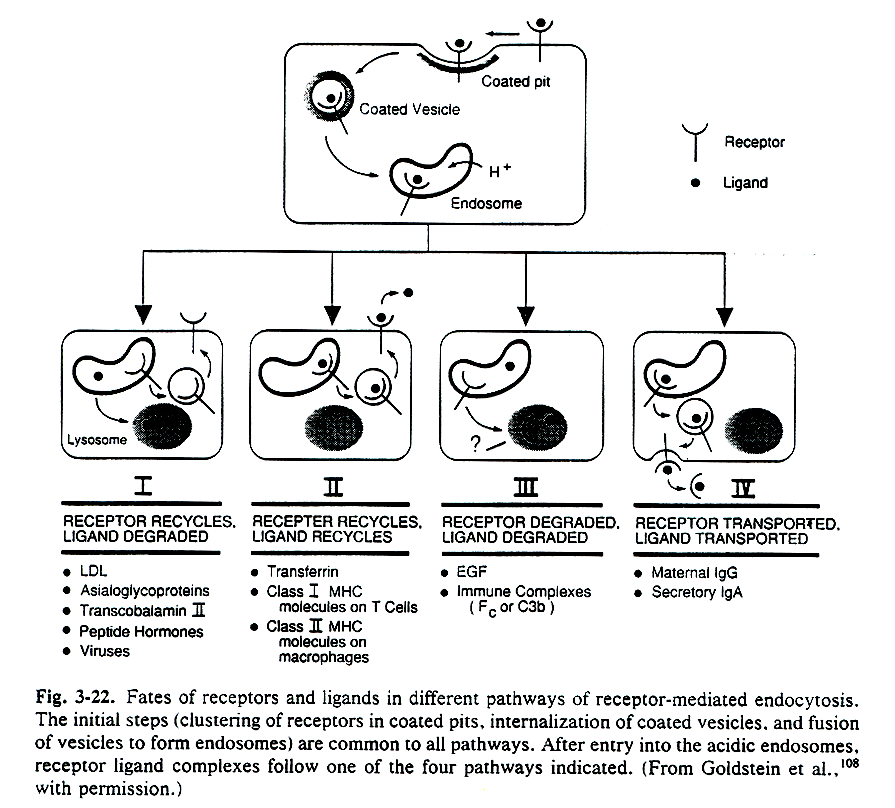 Coated pit
Coated Vesicle
H+
Endosome
Receptor
Ligand
Lysosome
?
I
RECEPTOR RECYCLES,
LIGAND DEGRADED
• LDL
• Asialoglycoproteins
• Transcobalamin II
• Peptide Hormones
• Viruses
II
RECEPTER RECYCLES,
LIGAND RECYCLES
• Transferrin
• Class I MHC
molecules on T Cells
• Class II MHC
molecules on
macrophages
III
RECEPTOR DEGRADED,
LIGAND DEGRADED
• EGF
• Immune Complexes
(Fc or C3b)
IV
RECEPTOR TRANSPORTED,
LIGAND TRANSPORTED
• Maternal IgG
• Secretory IgA
Fig. 3-22. Fates of receptors and ligands in different pathways of receptor-mediated endocytosis.
The initial steps (clustering of receptors in coated pits, internalization of coated vesicles, and fusion
of vesicles to form endosomes) are common to all pathways. After entry into the acidic endosomes,
receptor ligand complexes follow one of the four pathways indicated. (From Goldstein et al.,108
with permission.)